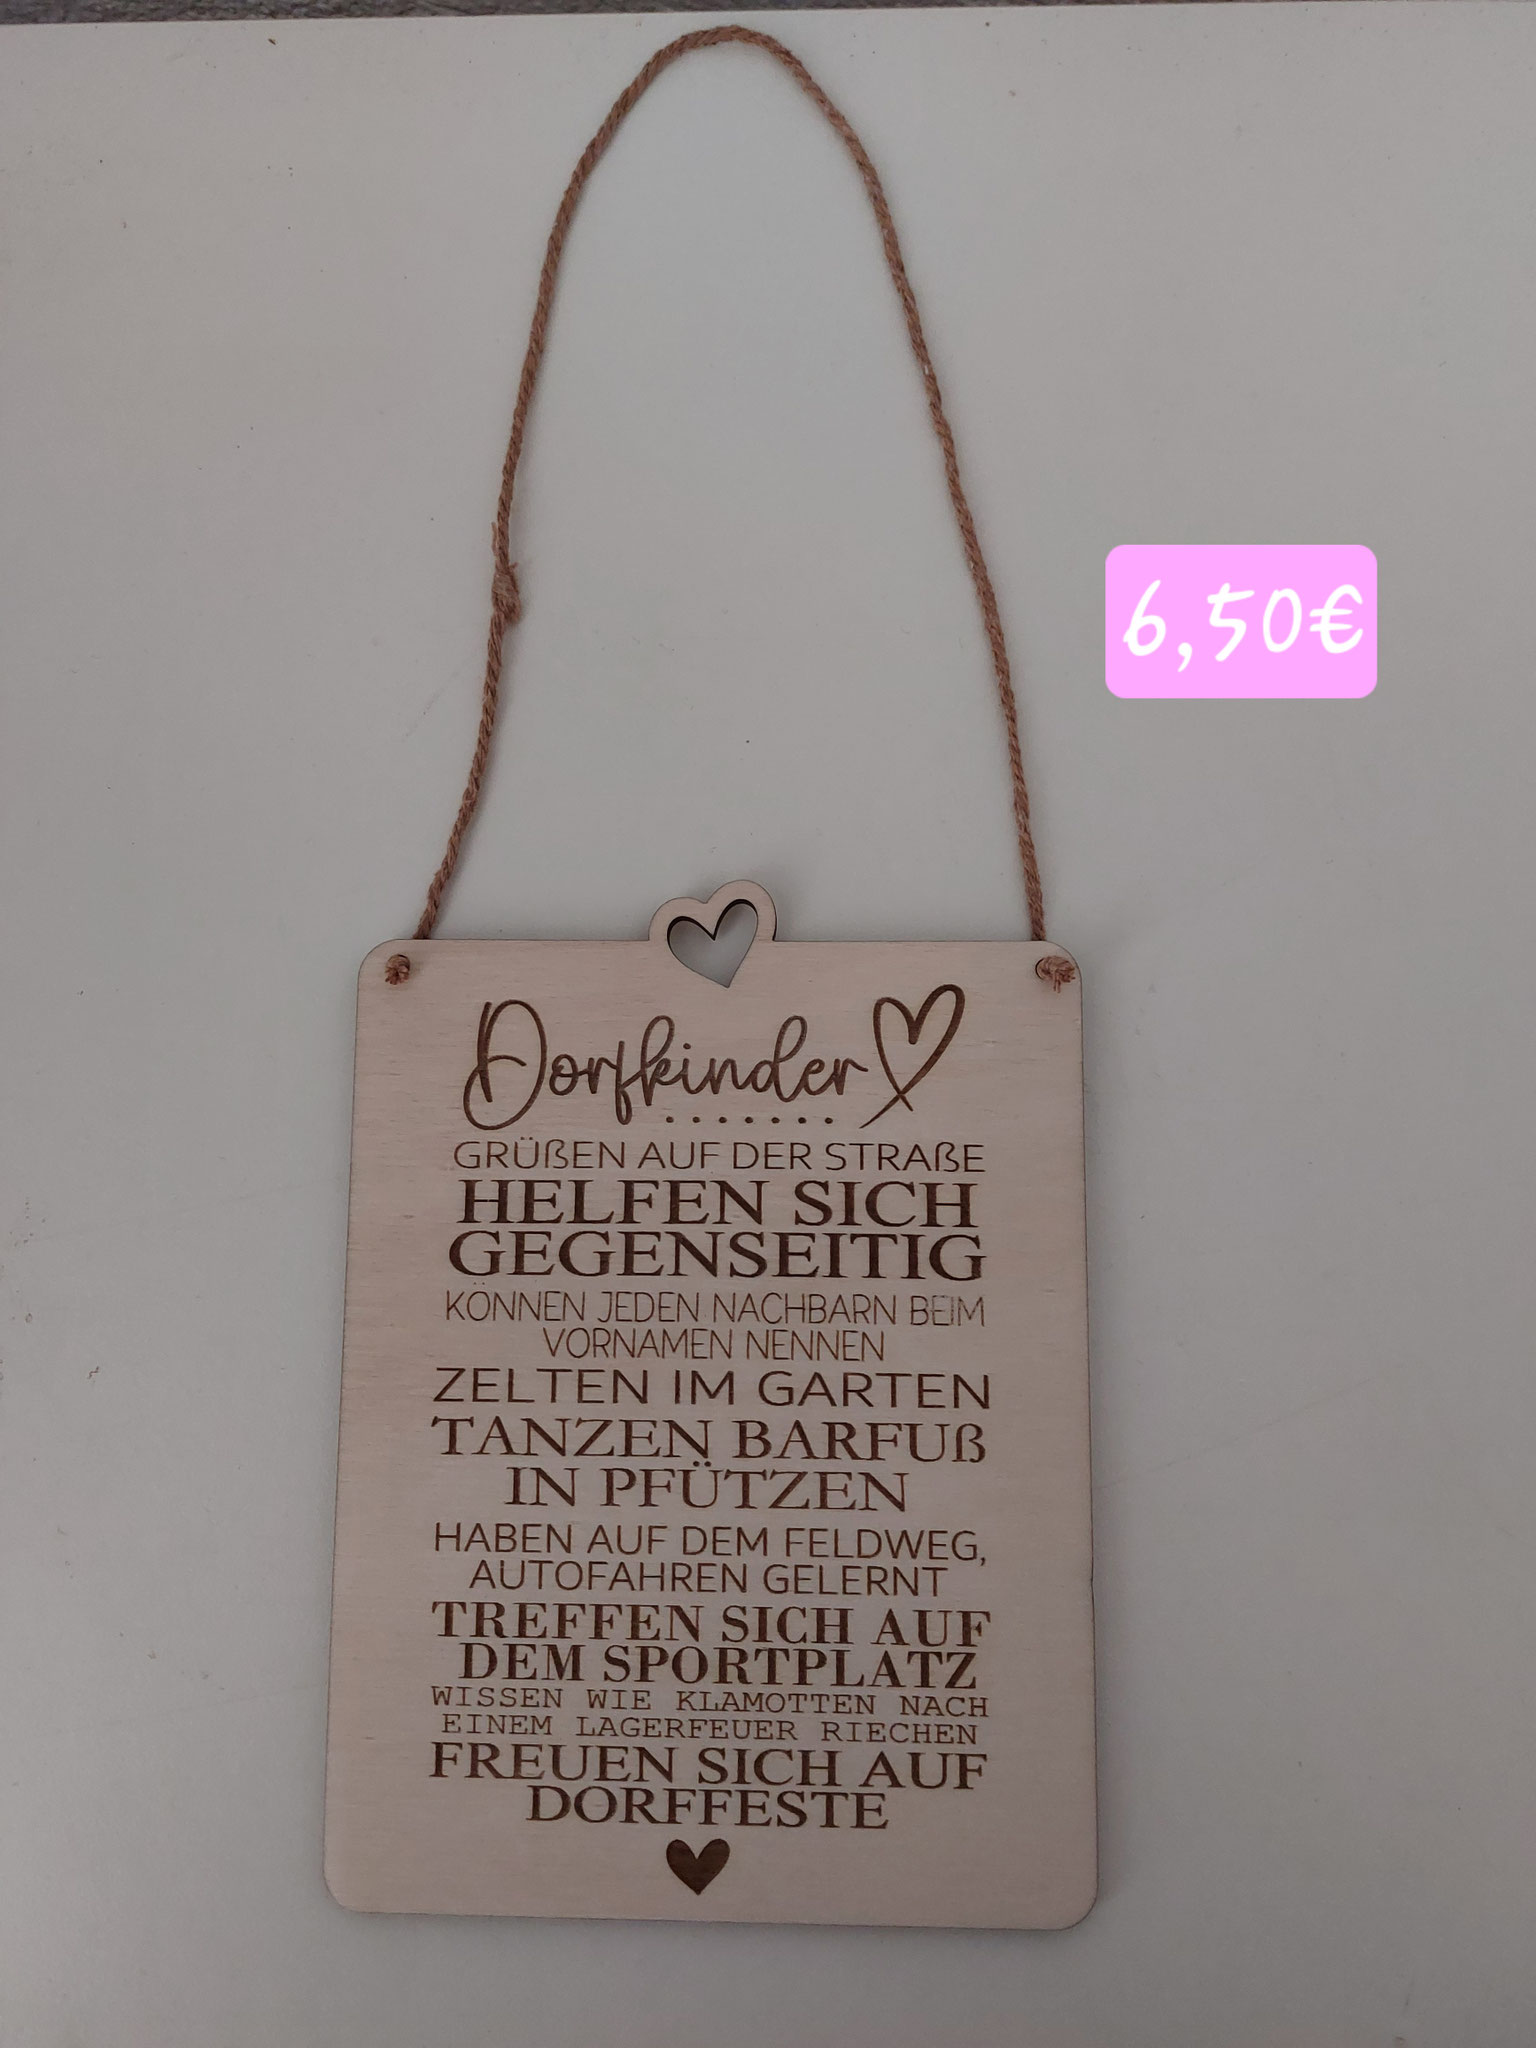 6,50€
Dorfkinder
.......
GRÜßEN AUF DER STRAßE
HELFEN SICH
GEGENSEITIG
KÖNNEN JEDEN NACHBARN BEIM
VORNAMEN NENNEN
ZELTEN IM GARTEN
TANZEN BARFUß
IN PFÜTZEN
HABEN AUF DEM FELDWEG,
AUTOFAHREN GELERNT
TREFFEN SICH AUF
DEM SPORTPLATZ
WISSEN WIE KLAMOTTEN NACH
EINEM LAGERFEUER RIECHEN
FREUEN SICH AUF
DORFFESTE